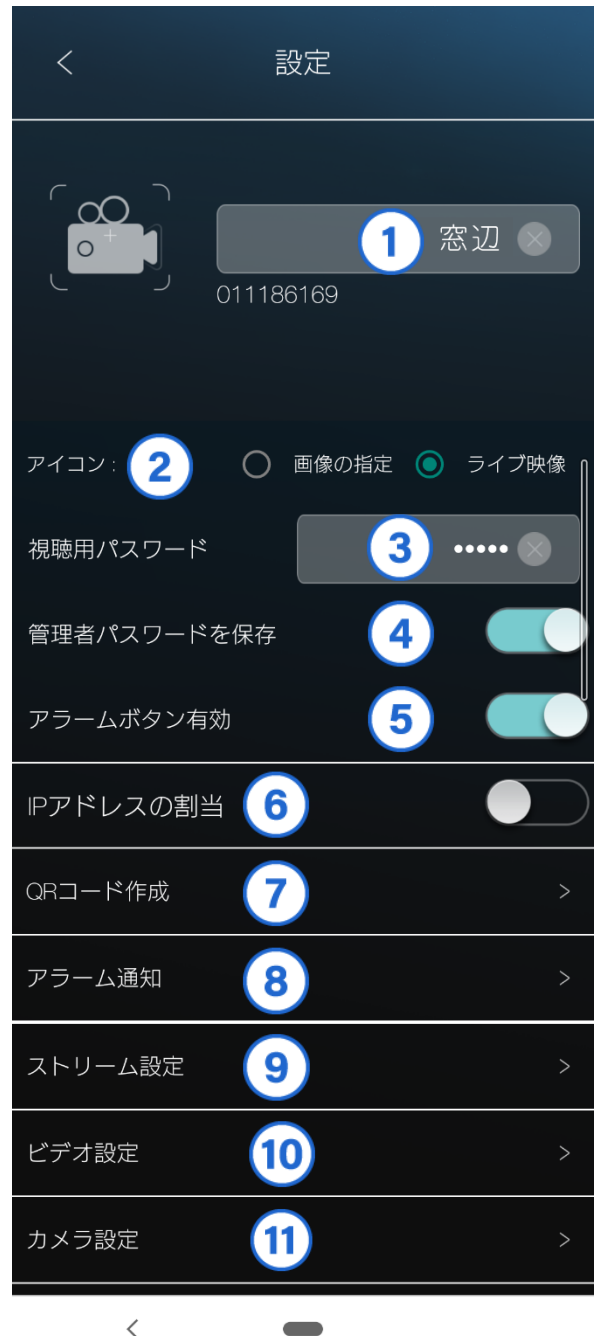 設定
1 窓辺
011186169
アイコン : 2 画像の指定 ライブ映像
視聴用パスワード 3 •••••
管理者パスワードを保存 4
アラームボタン有効 5
IPアドレスの割当 6
QRコード作成 7 >
アラーム通知 8 >
ストリーム設定 9 >
ビデオ設定 10 >
カメラ設定 11 >